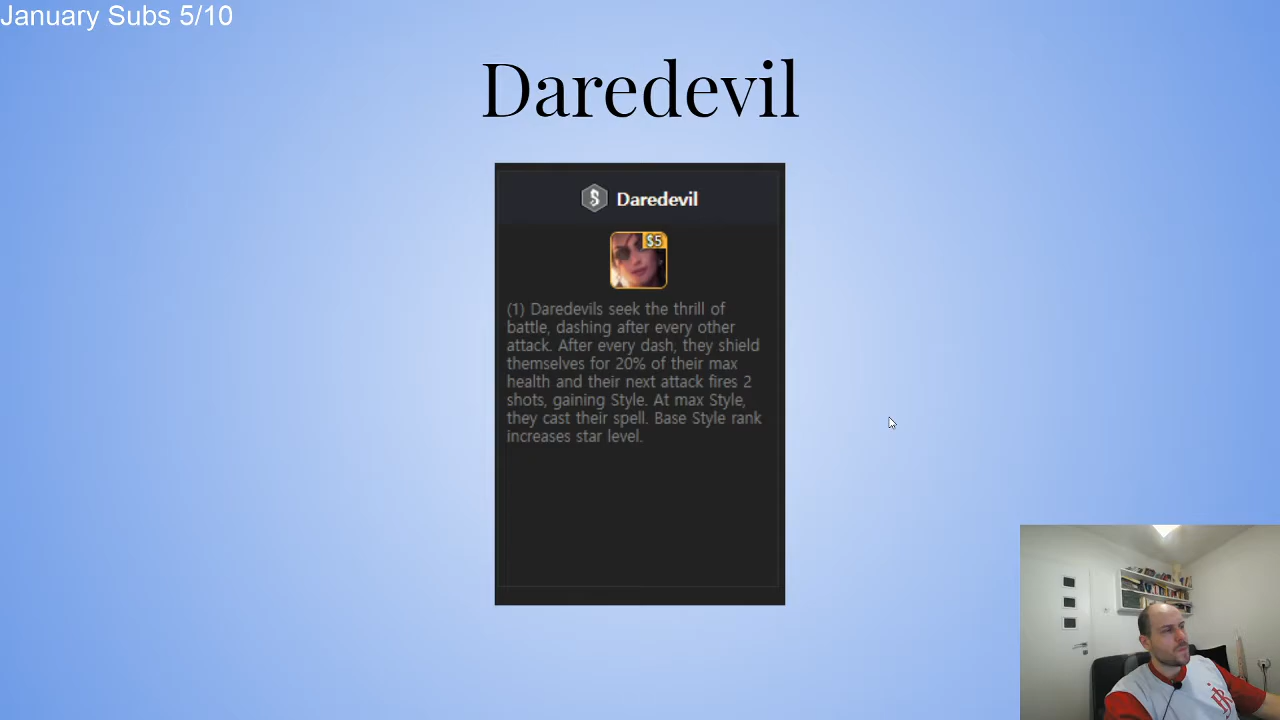 January Subs 5/10
Daredevil
Daredevil
$5
(1) Daredevils seek the thrill of
battle, dashing after every other
attack. After every dash, they shield
themselves for 20% of their max
health and their next attack fires 2
shots, gaining Style. At max Style,
they cast their spell. Base Style rank
increases star level.